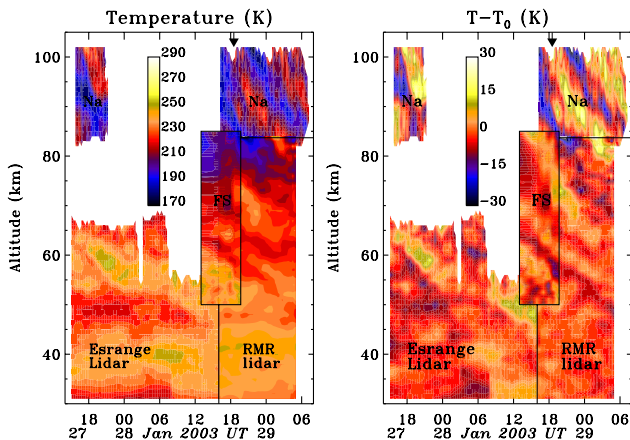 Temperature (K)
T−T₀ (K)
100
80
60
40
Altitude (km)
290
270
250
230
210
190
170
Na
Na
FS
Esrange
Lidar
RMR
lidar
18 00 06 12 18 00 06
27 28 Jan 2003 UT 29
100
80
60
40
Altitude (km)
30
15
0
−15
−30
Na
Na
FS
Esrange
Lidar
RMR
lidar
18 00 06 12 18 00 06
27 28 Jan 2003 UT 29